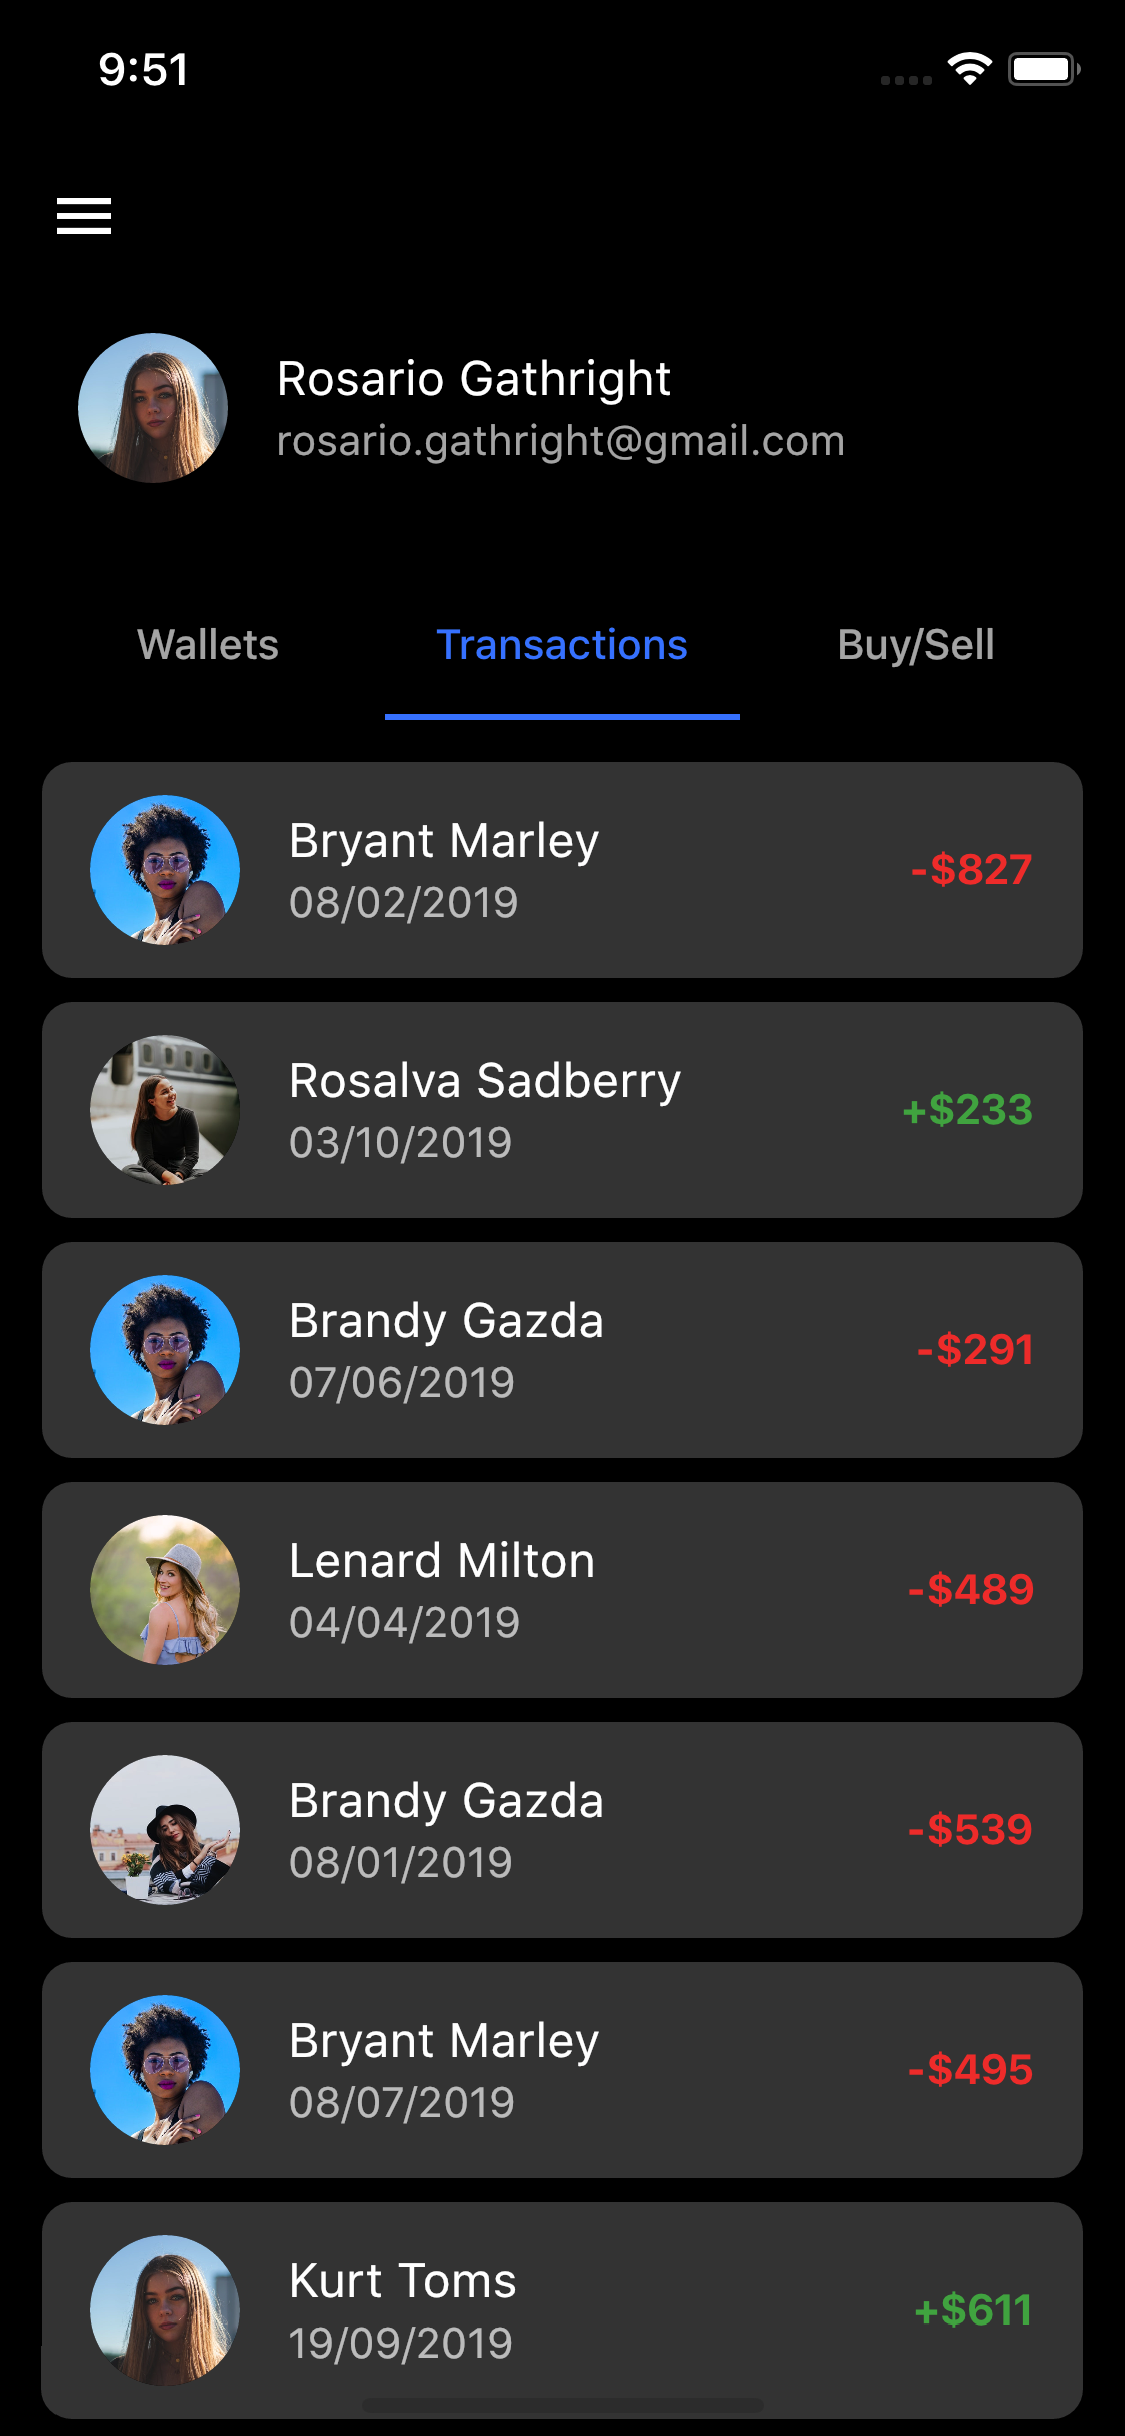 9:51
Rosario Gathright
rosario.gathright@gmail.com
Wallets Transactions Buy/Sell
Bryant Marley
08/02/2019
-$827
Rosalva Sadberry
03/10/2019
+$233
Brandy Gazda
07/06/2019
-$291
Lenard Milton
04/04/2019
-$489
Brandy Gazda
08/01/2019
-$539
Bryant Marley
08/07/2019
-$495
Kurt Toms
19/09/2019
+$611